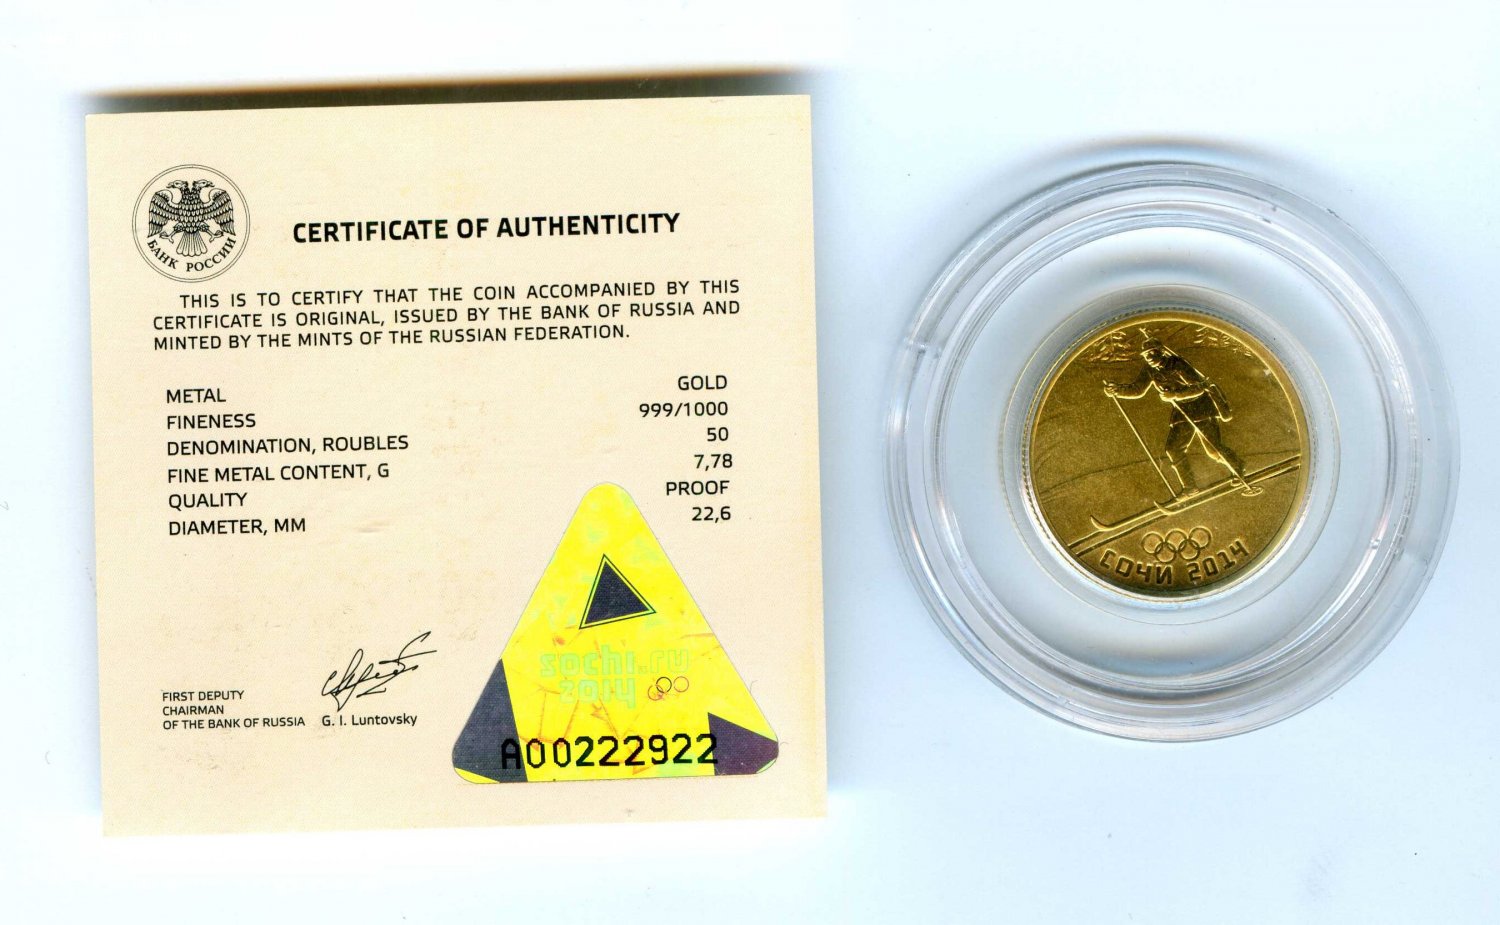 БАНК РОССИИ
CERTIFICATE OF AUTHENTICITY
THIS IS TO CERTIFY THAT THE COIN ACCOMPANIED BY THIS
CERTIFICATE IS ORIGINAL, ISSUED BY THE BANK OF RUSSIA AND
MINTED BY THE MINTS OF THE RUSSIAN FEDERATION.
METAL GOLD
FINENESS 999/1000
DENOMINATION, ROUBLES 50
FINE METAL CONTENT, G 7,78
QUALITY PROOF
DIAMETER, MM 22,6
sochi.ru
2014
FIRST DEPUTY
CHAIRMAN
OF THE BANK OF RUSSIA G. I. Luntovsky
A00222922
СОЧИ 2014